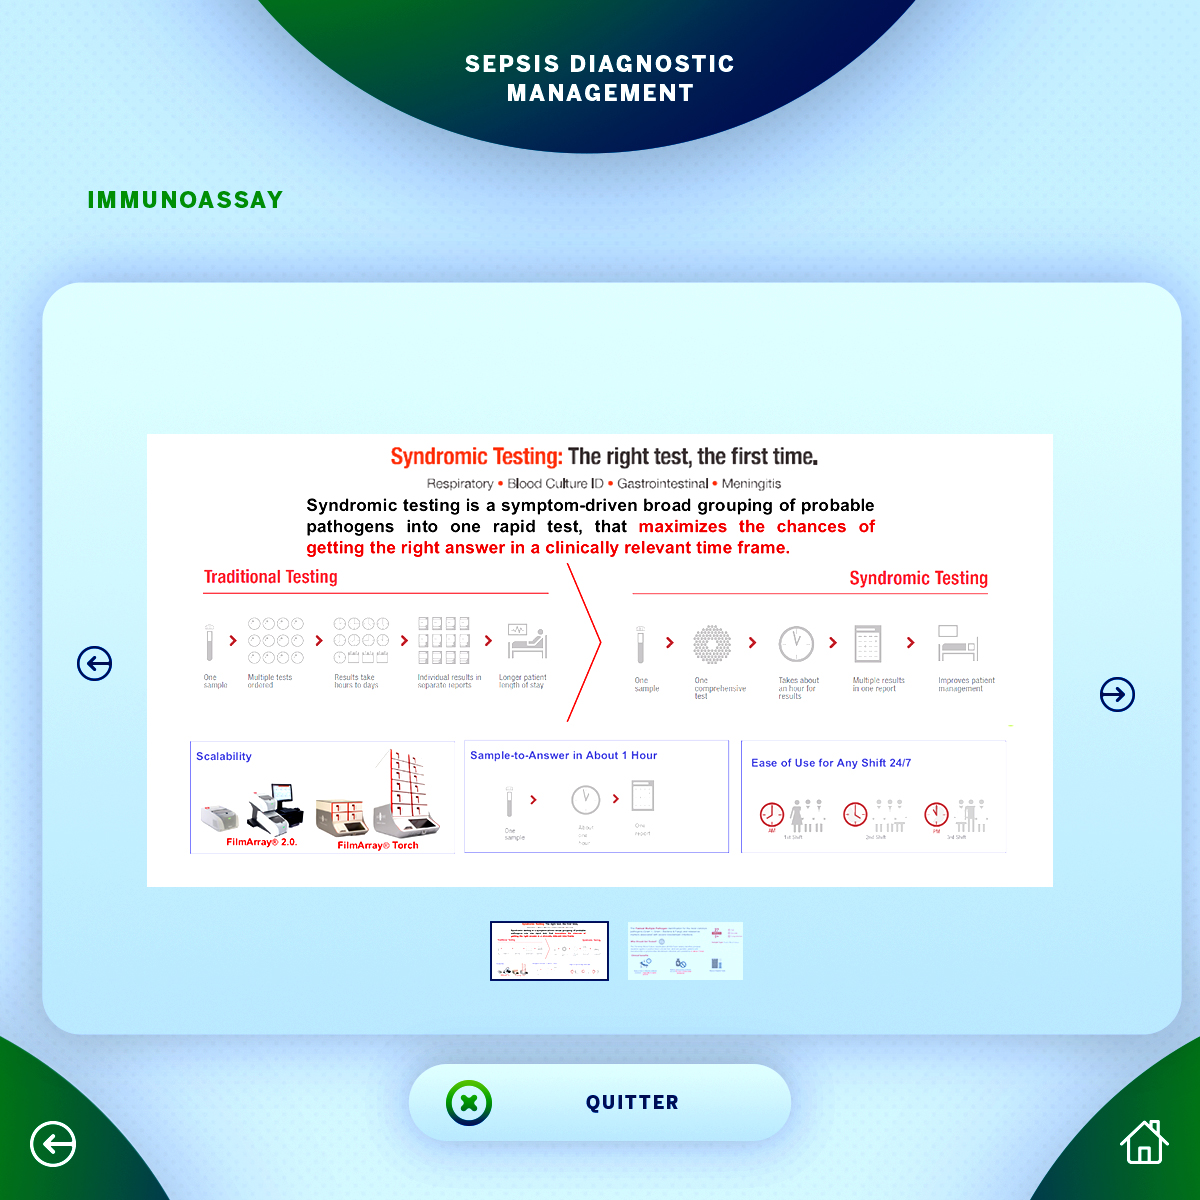 SEPSIS DIAGNOSTIC
MANAGEMENT
IMMUNOASSAY
Syndromic Testing: The right test, the first time.
Respiratory • Blood Culture ID • Gastrointestinal • Meningitis
Syndromic testing is a symptom-driven broad grouping of probable
pathogens into one rapid test, that maximizes the chances of
getting the right answer in a clinically relevant time frame.
Traditional Testing
One
sample
Multiple tests
ordered
Results take
hours to days
Individual results in
separate reports
Longer patient
length of stay
Syndromic Testing
One
sample
One
comprehensive
test
Takes about
an hour for
results
Multiple results
in one report
Improves patient
management
Scalability
FilmArray® 2.0.
FilmArray® Torch
Sample-to-Answer in About 1 Hour
One
sample
About
one
hour
One
report
Ease of Use for Any Shift 24/7
AM
1st Shift
2nd Shift
PM
3rd Shift
QUITTER